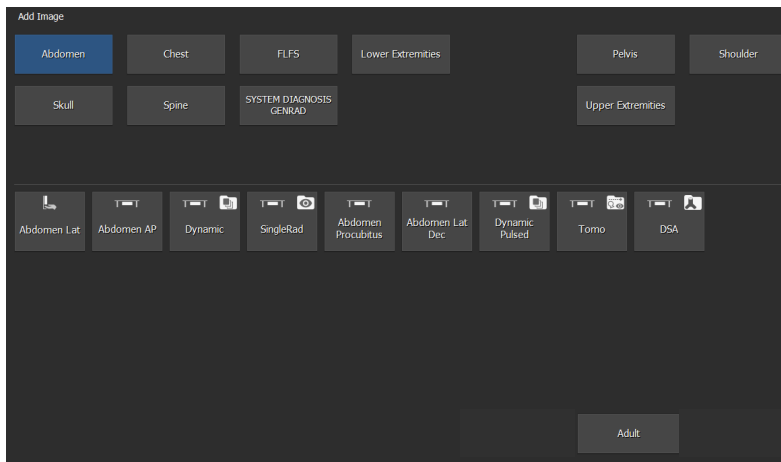 Add Image
Abdomen
Chest
FLFS
Lower Extremities
Pelvis
Shoulder
Skull
Spine
SYSTEM DIAGNOSIS
GENRAD
Upper Extremities
Abdomen Lat
Abdomen AP
Dynamic
SingleRad
Abdomen
Procubitus
Abdomen Lat
Dec
Dynamic
Pulsed
Tomo
DSA
Adult